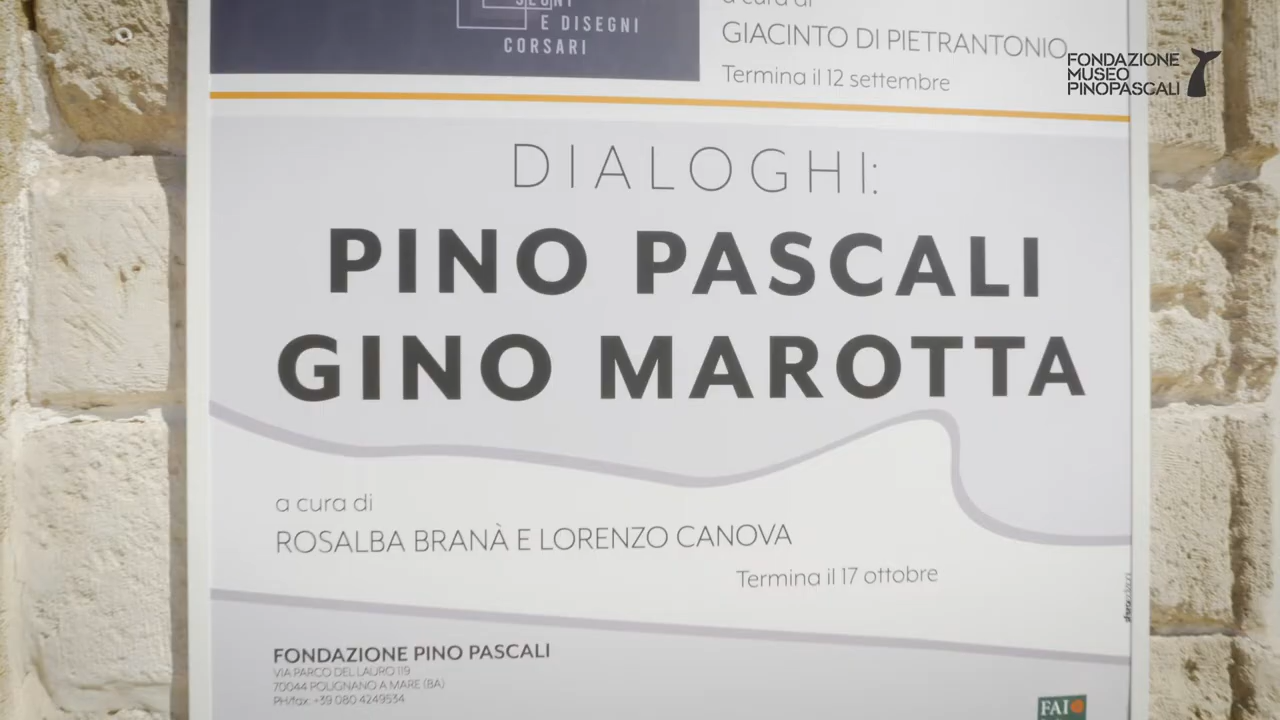 E DISEGNI
CORSARI
a cura di
GIACINTO DI PIETRANTONIO
Termina il 12 settembre
FONDAZIONE
MUSEO
PINOPASCALI
DIALOGHI:
PINO PASCALI
GINO MAROTTA
a cura di
ROSALBA BRANÀ E LORENZO CANOVA
Termina il 17 ottobre
FONDAZIONE PINO PASCALI
VIA PARCO DEL LAURO 119
70044 POLIGNANO A MARE (BA)
PH/fax: +39 080 4249534
FAI